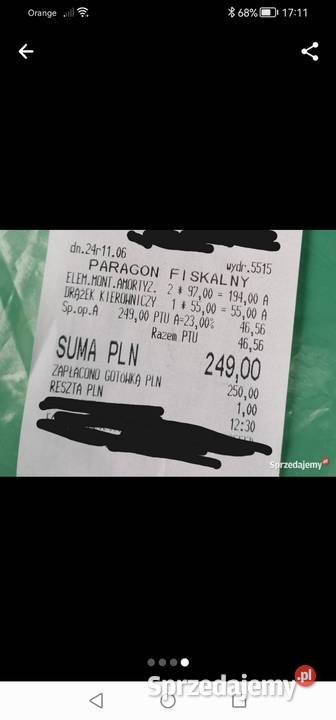 Orange 68% 17:11
dn.24r11.06 wydr.5515
PARAGON FISKALNY
ELEM.MONT.AMORTYZ. 2 * 97,00 = 194,00 A
DRĄŻEK KIEROWNICZY 1 * 55,00 = 55,00 A
Sp.op.A 249,00 PTU A=23,00% 46,56
Razem PTU 46,56
SUMA PLN 249,00
ZAPŁACONO GOTÓWKĄ PLN 250,00
RESZTA PLN 1,00
12:30
Sprzedajemy.pl
Sprzedajemy.pl